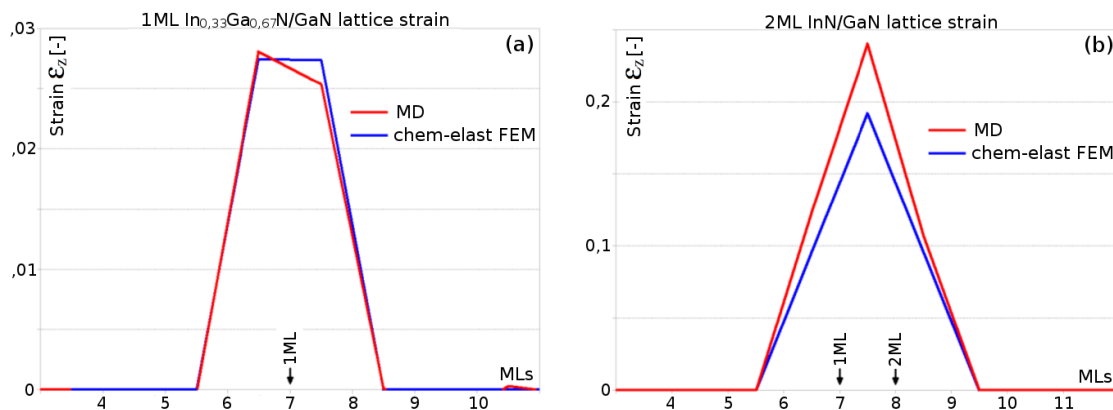 1ML In0,33Ga0,67N/GaN lattice strain
(a)
Strain εz[-]
,03
,02
,01
0
MD
chem-elast FEM
1ML
MLs
4 5 6 7 8 9 10
2ML InN/GaN lattice strain
(b)
Strain εz[-]
0,2
0,1
0
MD
chem-elast FEM
1ML
2ML
MLs
4 5 6 7 8 9 10 11